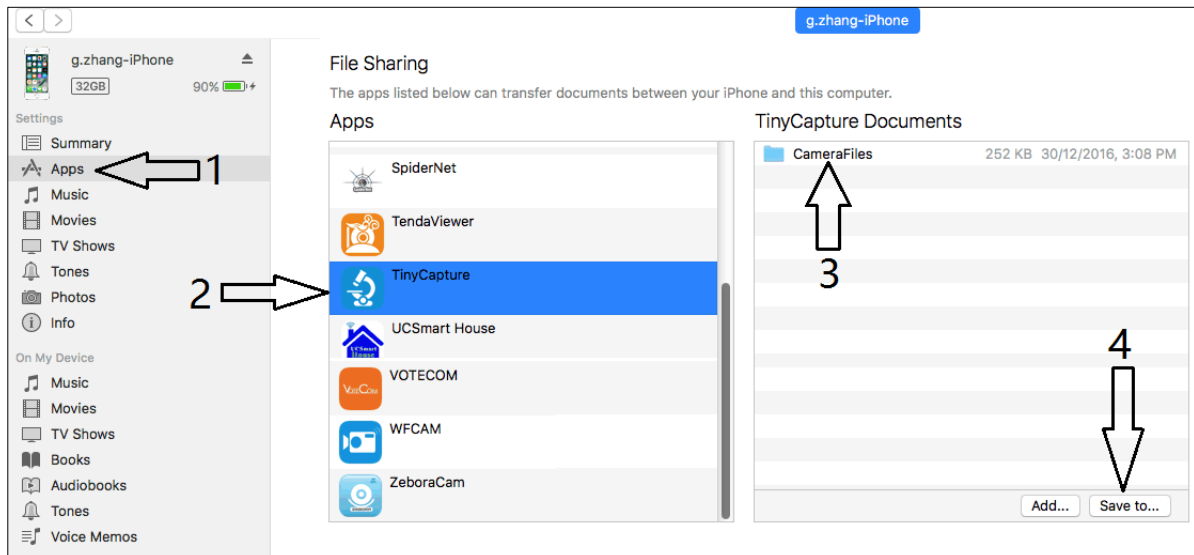 g.zhang-iPhone
g.zhang-iPhone
32GB 90%
Settings
Summary
Apps
1
Music
Movies
TV Shows
Tones
Photos
Info
On My Device
Music
Movies
TV Shows
Books
Audiobooks
Tones
Voice Memos
File Sharing
The apps listed below can transfer documents between your iPhone and this computer.
Apps
SpiderNet
TendaViewer
2
TinyCapture
UCSmart House
UCSmart
House
VOTECOM
VoteCom
WFCAM
ZeboraCam
TinyCapture Documents
CameraFiles 252 KB 30/12/2016, 3:08 PM
3
4
Add... Save to...